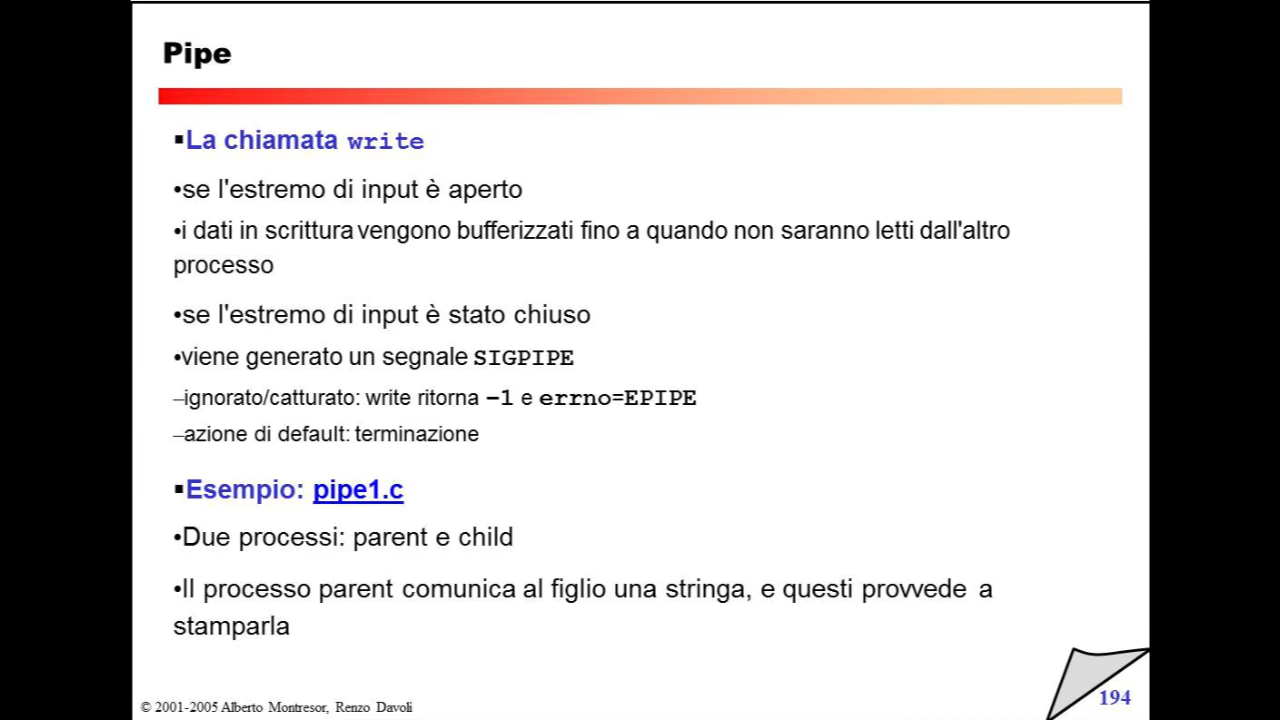 Pipe
▪La chiamata write
•se l'estremo di input è aperto
•i dati in scrittura vengono bufferizzati fino a quando non saranno letti dall'altro
processo
•se l'estremo di input è stato chiuso
•viene generato un segnale SIGPIPE
–ignorato/catturato: write ritorna –1 e errno=EPIPE
–azione di default: terminazione
▪Esempio: pipe1.c
•Due processi: parent e child
•Il processo parent comunica al figlio una stringa, e questi provvede a
stamparla
© 2001-2005 Alberto Montresor, Renzo Davoli
194